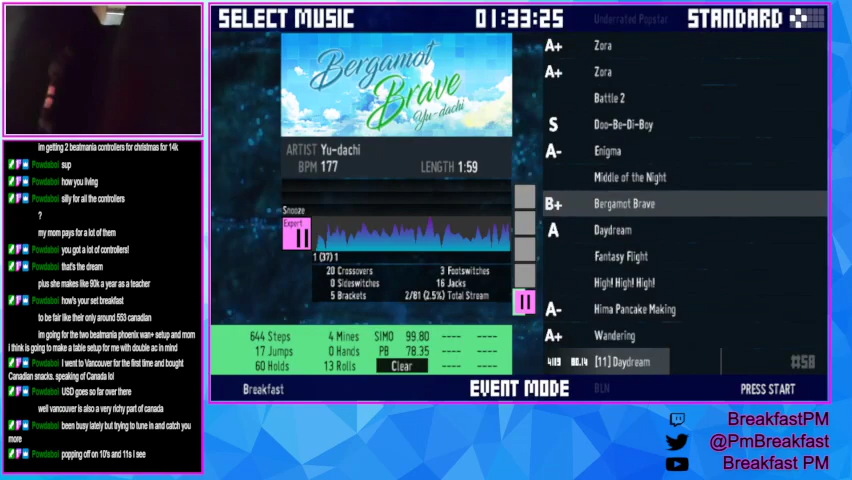 SELECT MUSIC
01:33:25
Underrated Popstar
STANDARD
im getting 2 beatmania controllers for christmas for 14k
Powdaboi sup
Powdaboi how you living
Powdaboi silly for all the controllers
?
my mom pays for a lot of them
Powdaboi you got a lot of controllers!
Powdaboi that's the dream
plus she makes like 90k a year as a teacher
Powdaboi how's your set breakfast
to be fair like their only around 553 canadian
im going for the two beatmania phoenix wan+ setup and mom
i think is going to make a table setup for me with double ac in mind
Powdaboi I went to Vancouver for the first time and bought
Canadian snacks. speaking of Canada lol
Powdaboi USD goes so far over there
well vancouver is also a very richy part of canada
Powdaboi been busy lately but trying to tune in and catch you
more
Powdaboi popping off on 10's and 11s I see
Bergamot
Brave
Yu-dachi
ARTIST Yu-dachi
BPM 177
LENGTH 1:59
Snooze
Expert
11
1 (37) 1
20 Crossovers
3 Footswitches
0 Sideswitches
16 Jacks
5 Brackets
2/81 (2.5%) Total Stream
11
644 Steps
4 Mines
SIMO 99.80
---- ----
17 Jumps
0 Hands
PB 78.35
---- ----
60 Holds
13 Rolls
Clear
---- ----
A+ Zora
A+ Zora
Battle 2
S Doo-Be-Di-Boy
A- Enigma
Middle of the Night
B+ Bergamot Brave
A Daydream
Fantasy Flight
High! High! High!
A- Hima Pancake Making
A+ Wandering
[11] Daydream
#58
BLN
Breakfast
EVENT MODE
PRESS START
BreakfastPM
@PmBreakfast
Breakfast PM